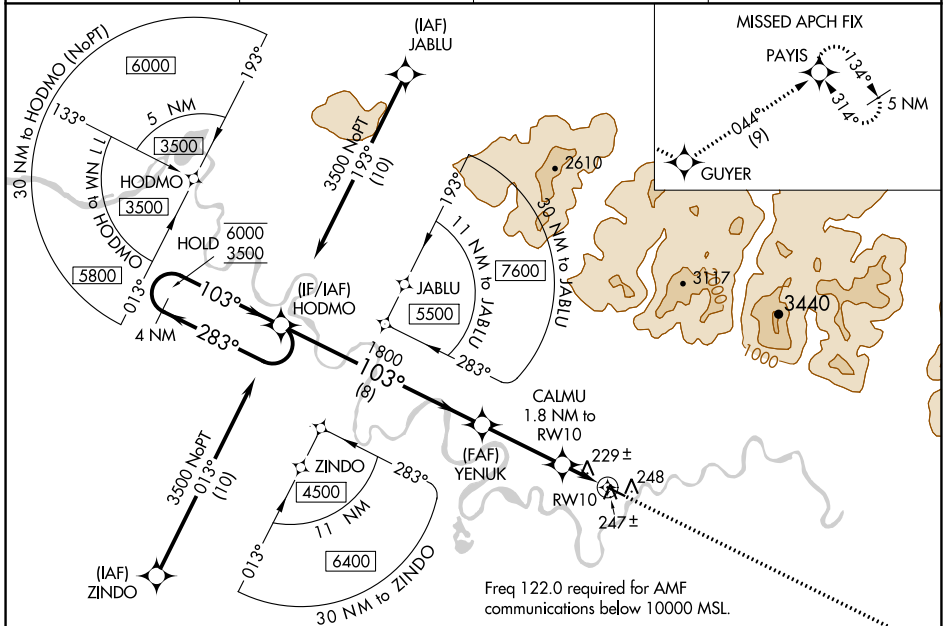 30 NM to HODMO (NoPT)
6000
193°
133°
5 NM
3500
11 NM to HODMO
HODMO
3500
5800
013°
HOLD
6000
3500
103°
283°
4 NM
(IF/IAF)
HODMO
(IAF)
JABLU
3500 NoPT
193°
(10)
MISSED APCH FIX
PAYIS
134°
314°
5 NM
044°
(9)
GUYER
2610
193°
30 NM to JABLU
11 NM to JABLU
7600
JABLU
5500
283°
3117
1000
3440
1000
1800
103°
(8)
CALMU
1.8 NM to
RW10
(FAF)
YENUK
229 ±
248
RW10
247 ±
3500 NoPT
013°
(10)
(IAF)
ZINDO
ZINDO
4500
283°
11 NM
013°
6400
30 NM to ZINDO
Freq 122.0 required for AMF
communications below 10000 MSL.